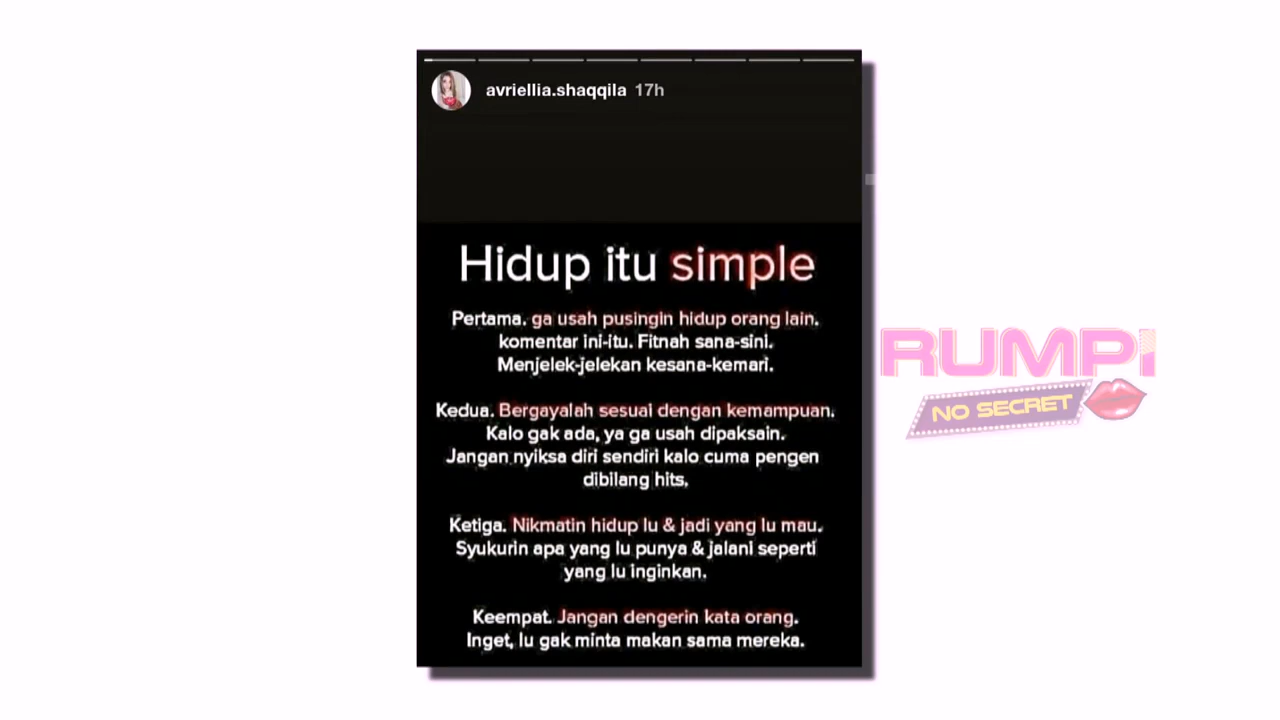 avriellia.shaqqila 17h
Hidup itu simple
Pertama. ga usah pusingin hidup orang lain.
komentar ini-itu. Fitnah sana-sini.
Menjelek-jelekan kesana-kemari.
Kedua. Bergayalah sesuai dengan kemampuan.
Kalo gak ada, ya ga usah dipaksain.
Jangan nyiksa diri sendiri kalo cuma pengen
dibilang hits.
Ketiga. Nikmatin hidup lu & jadi yang lu mau.
Syukurin apa yang lu punya & jalani seperti
yang lu inginkan.
Keempat. Jangan dengerin kata orang.
Inget, lu gak minta makan sama mereka.
RUMPI
NO SECRET